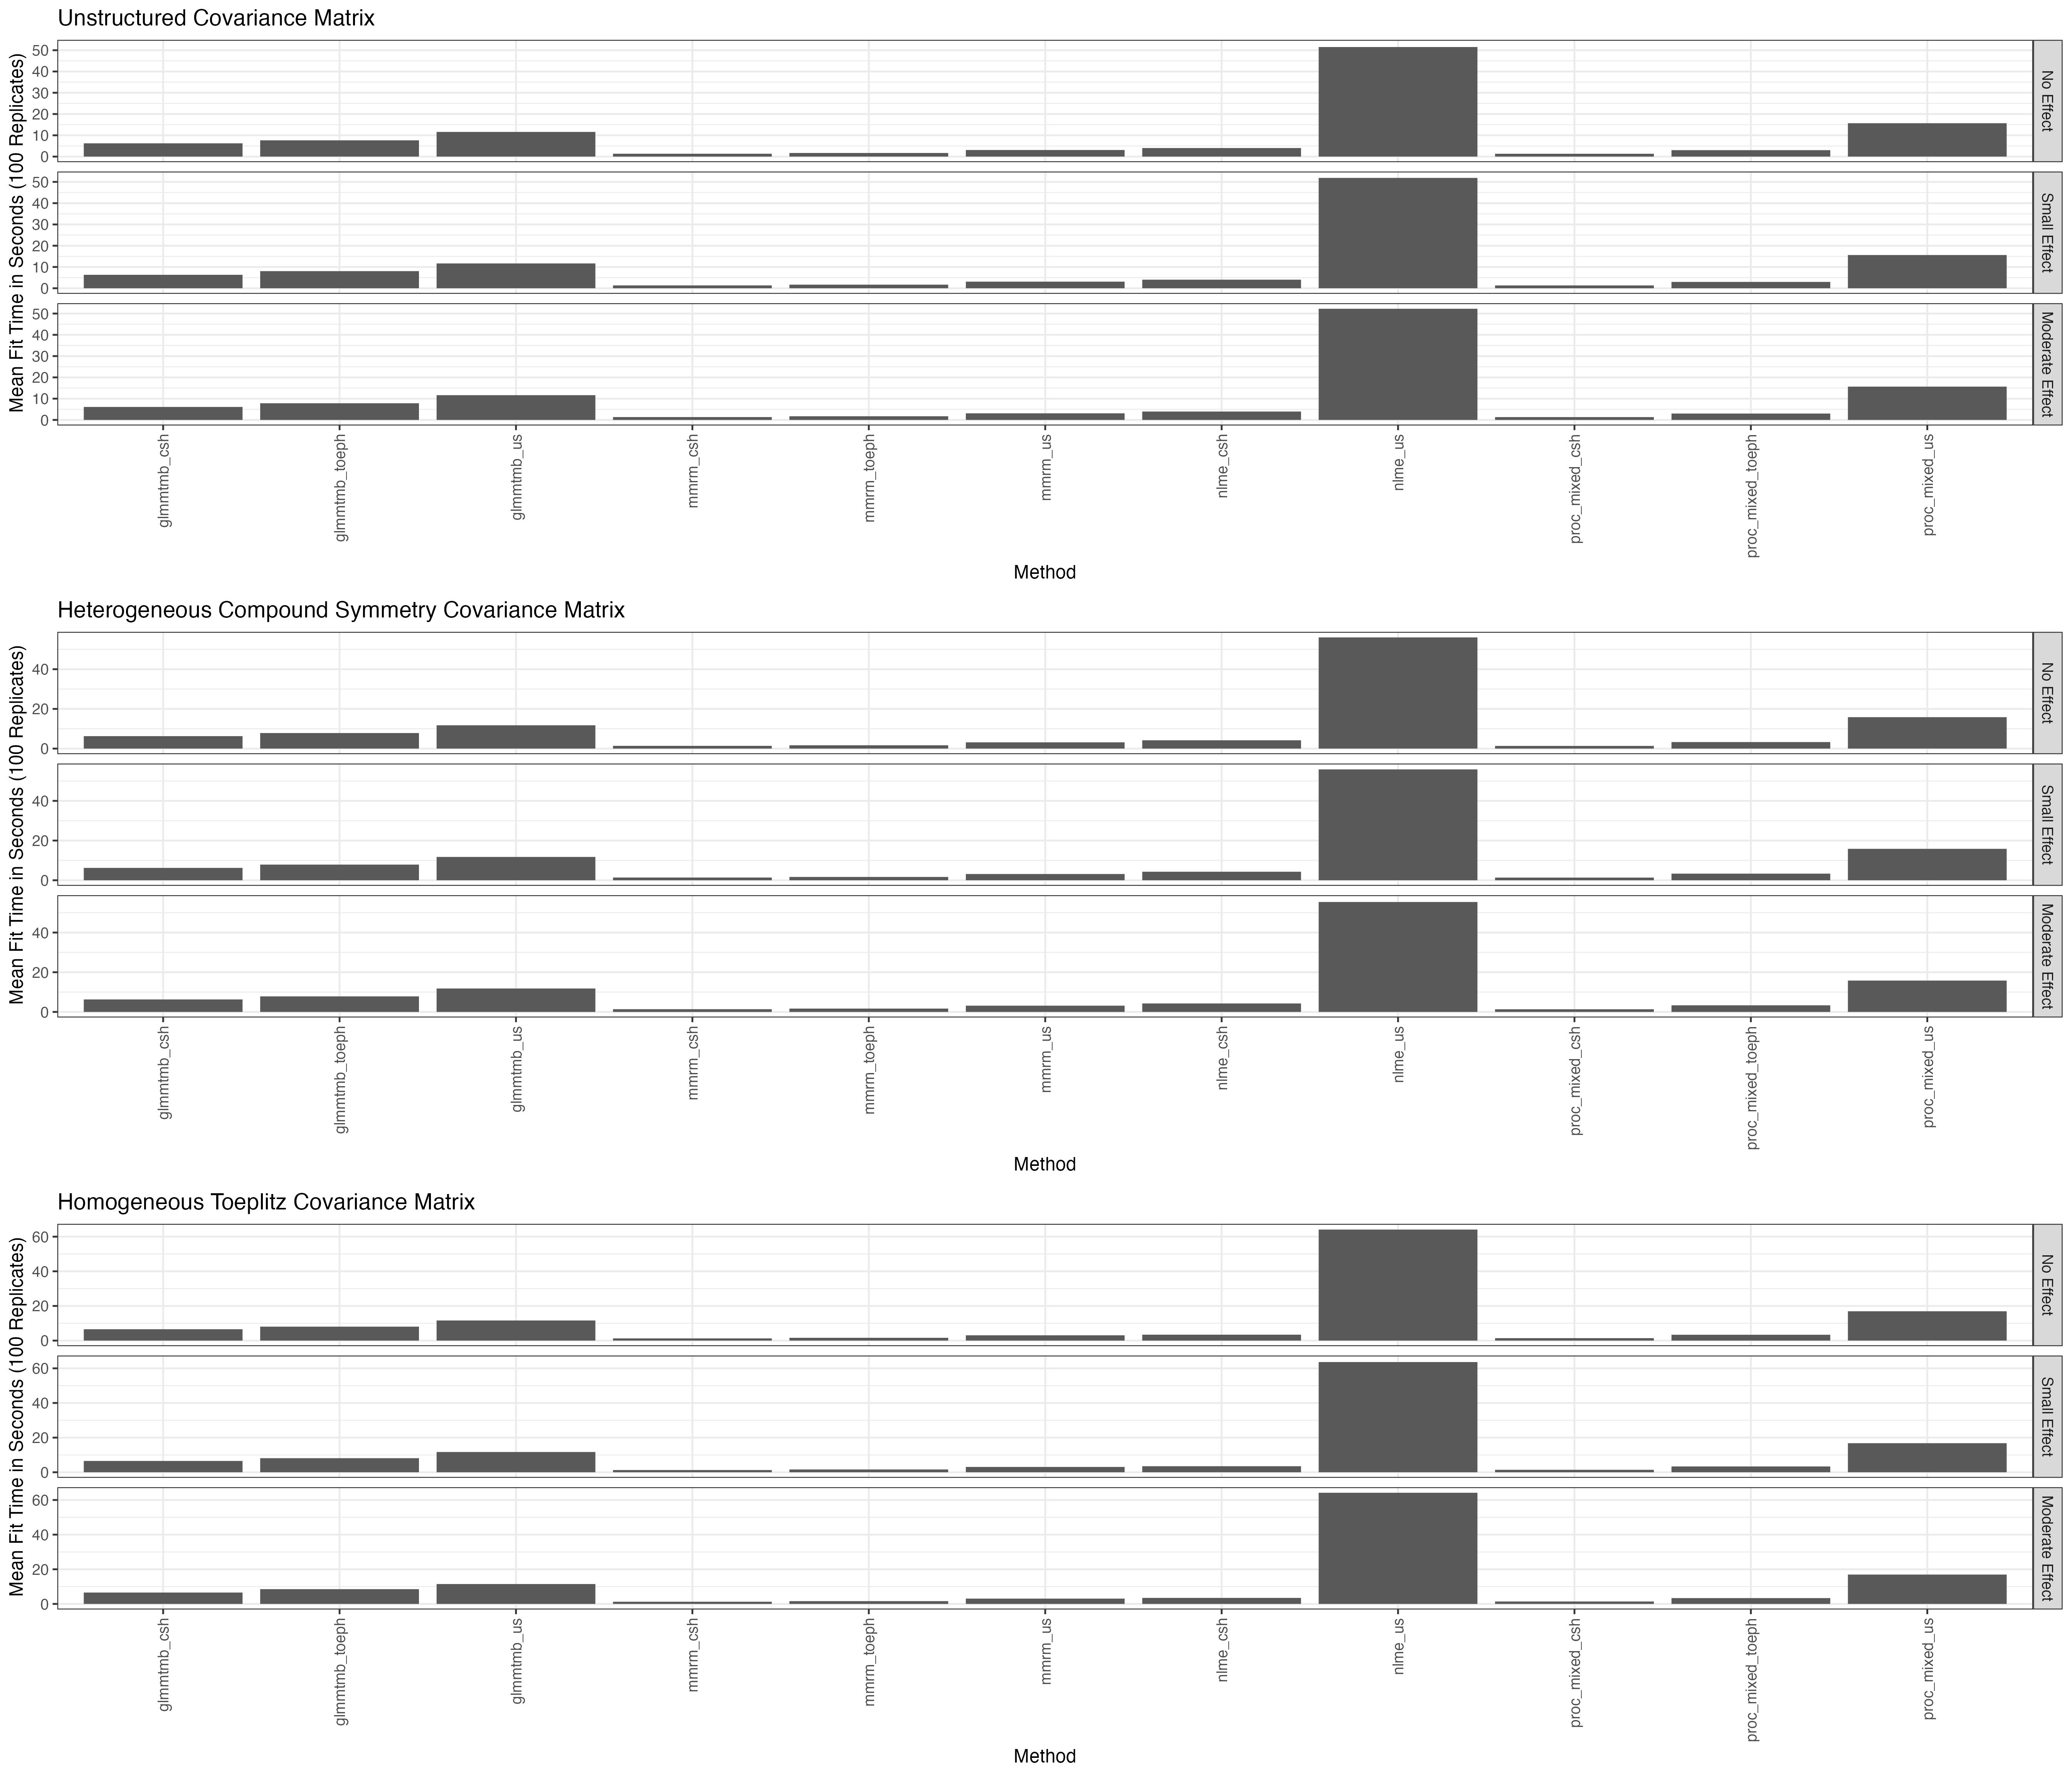 Unstructured Covariance Matrix
Mean Fit Time in Seconds (100 Replicates)
50
40
30
20
10
0
No Effect
50
40
30
20
10
0
Small Effect
50
40
30
20
10
0
Moderate Effect
glmmtmb_csh
glmmtmb_toeph
glmmtmb_us
mmrm_csh
mmrm_toeph
mmrm_us
nlme_csh
nlme_us
proc_mixed_csh
proc_mixed_toeph
proc_mixed_us
Method
Heterogeneous Compound Symmetry Covariance Matrix
Mean Fit Time in Seconds (100 Replicates)
40
20
0
No Effect
40
20
0
Small Effect
40
20
0
Moderate Effect
glmmtmb_csh
glmmtmb_toeph
glmmtmb_us
mmrm_csh
mmrm_toeph
mmrm_us
nlme_csh
nlme_us
proc_mixed_csh
proc_mixed_toeph
proc_mixed_us
Method
Homogeneous Toeplitz Covariance Matrix
Mean Fit Time in Seconds (100 Replicates)
60
40
20
0
No Effect
60
40
20
0
Small Effect
60
40
20
0
Moderate Effect
glmmtmb_csh
glmmtmb_toeph
glmmtmb_us
mmrm_csh
mmrm_toeph
mmrm_us
nlme_csh
nlme_us
proc_mixed_csh
proc_mixed_toeph
proc_mixed_us
Method